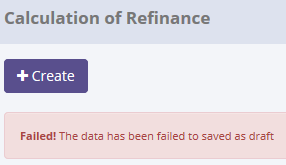 Calculation of Refinance
+ Create
Failed! The data has been failed to saved as draft